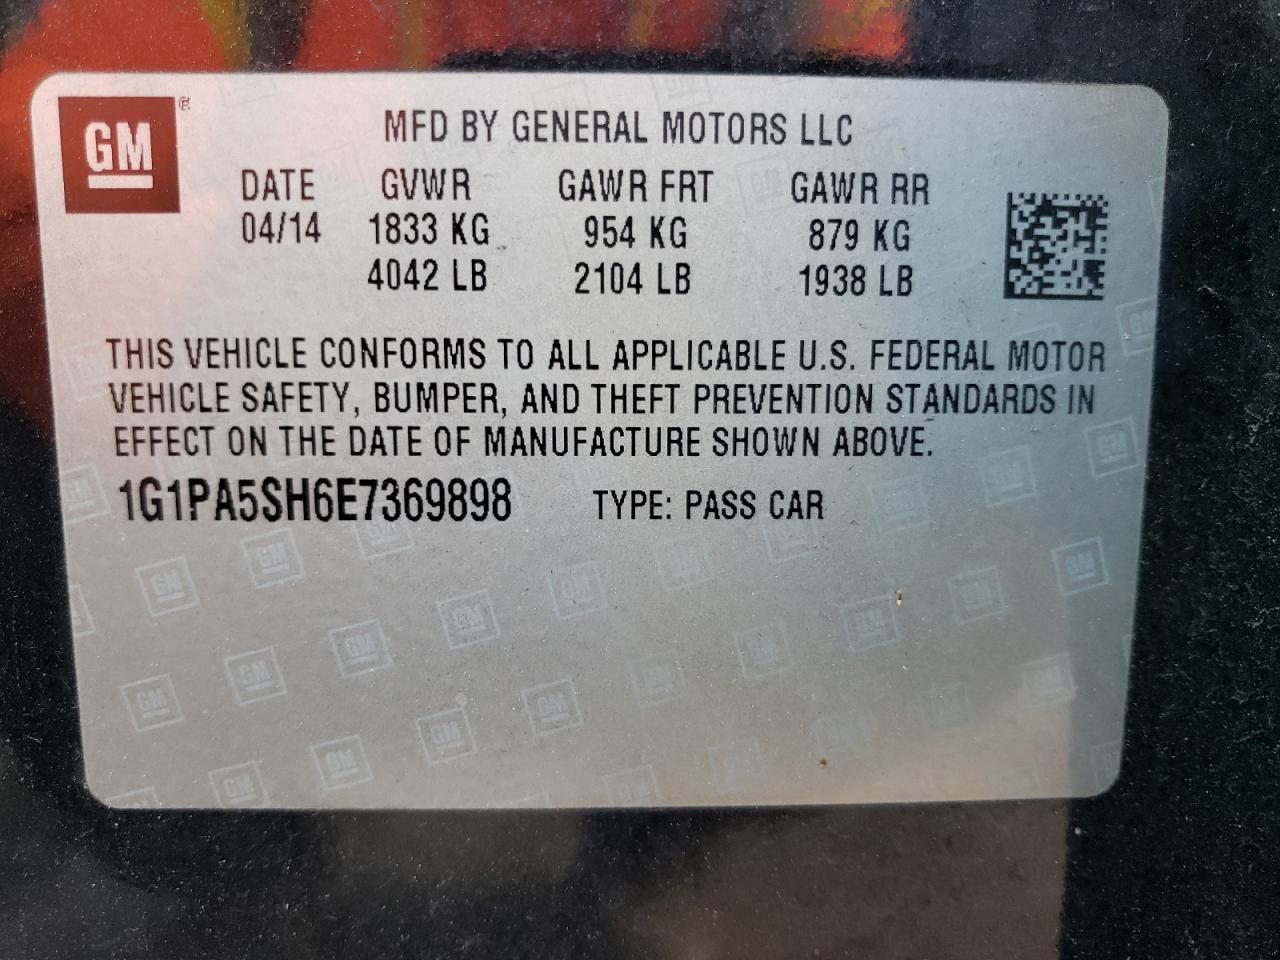 GM®
MFD BY GENERAL MOTORS LLC
DATE GVWR GAWR FRT GAWR RR
04/14 1833 KG 954 KG 879 KG
4042 LB 2104 LB 1938 LB
THIS VEHICLE CONFORMS TO ALL APPLICABLE U.S. FEDERAL MOTOR
VEHICLE SAFETY, BUMPER, AND THEFT PREVENTION STANDARDS IN
EFFECT ON THE DATE OF MANUFACTURE SHOWN ABOVE.
1G1PA5SH6E7369898 TYPE: PASS CAR